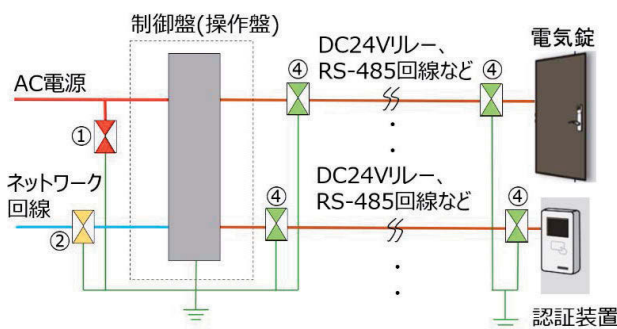 制御盤(操作盤)
AC電源
①
ネットワーク
回線
②
④
DC24Vリレー、
RS-485回線など
④
電気錠
④
DC24Vリレー、
RS-485回線など
④
認証装置